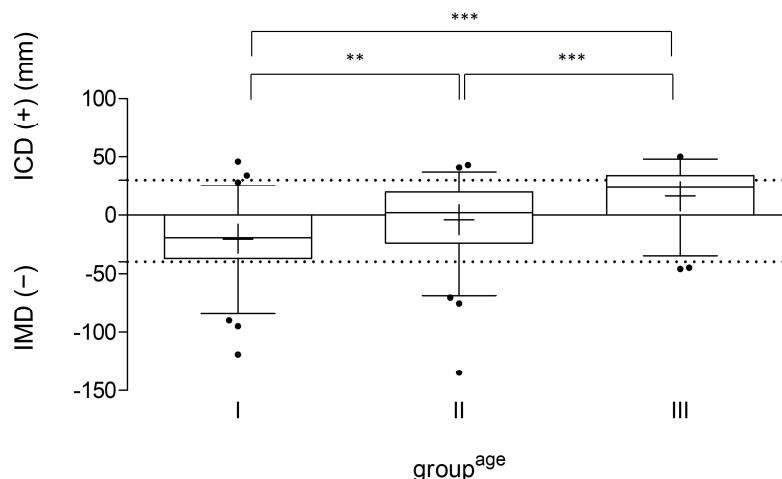 ***
** ***
ICD (+) (mm)
IMD (−)
100
50
0
-50
-100
-150
I II III
group^age